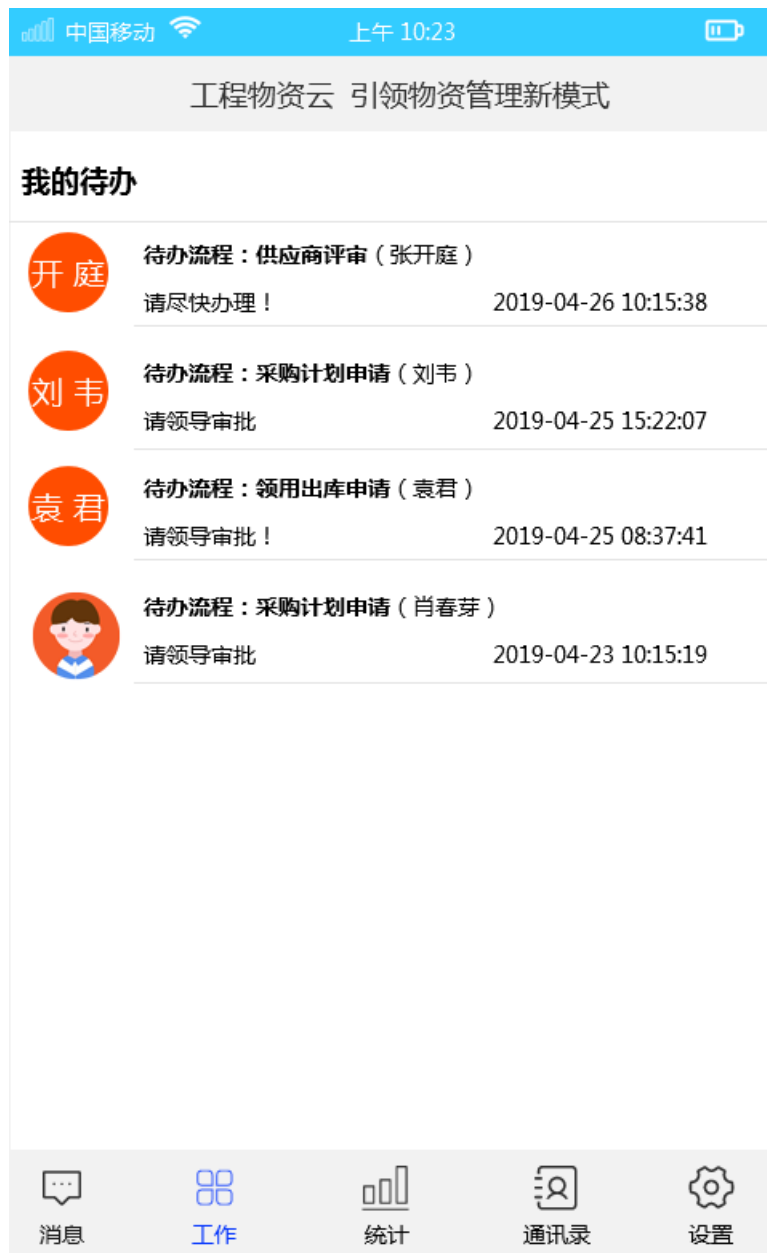 中国移动 上午 10:23
工程物资云 引领物资管理新模式
我的待办
开 庭
待办流程：供应商评审（张开庭）
请尽快办理！ 2019-04-26 10:15:38
刘 韦
待办流程：采购计划申请（刘韦）
请领导审批 2019-04-25 15:22:07
袁 君
待办流程：领用出库申请（袁君）
请领导审批！ 2019-04-25 08:37:41
待办流程：采购计划申请（肖春芽）
请领导审批 2019-04-23 10:15:19
消息 工作 统计 通讯录 设置